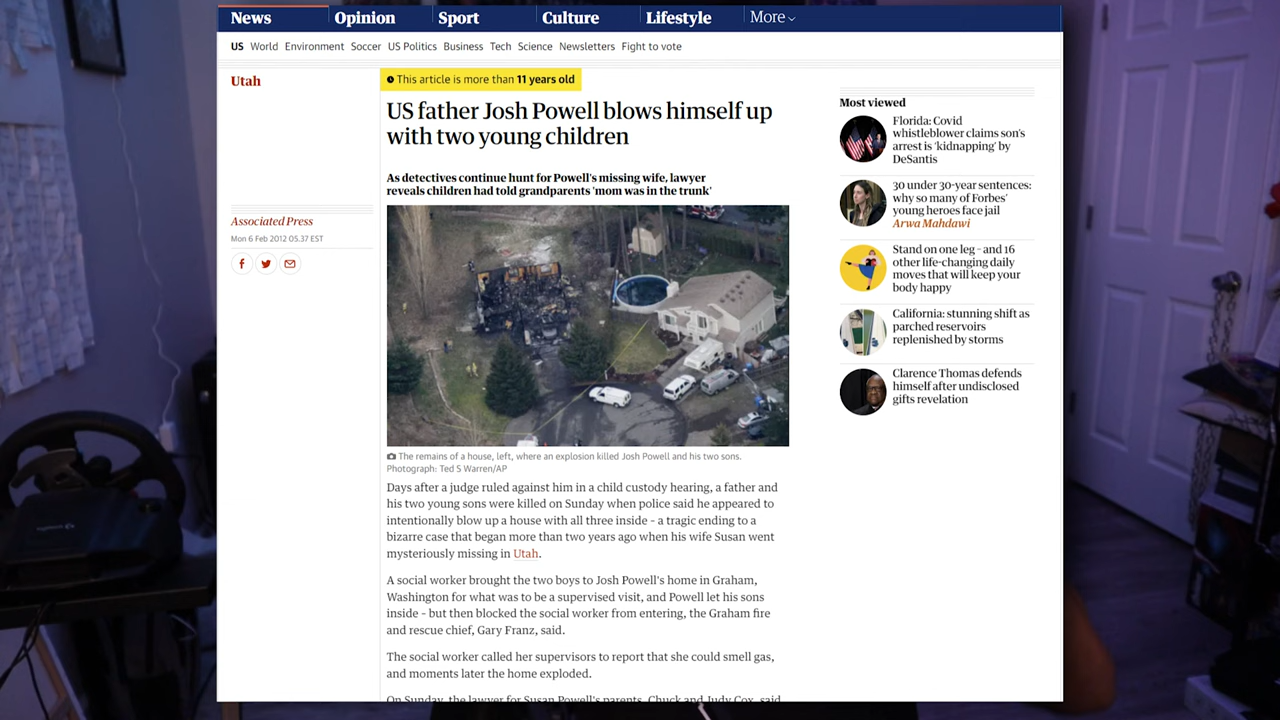 News
Opinion
Sport
Culture
Lifestyle
More
US World Environment Soccer US Politics Business Tech Science Newsletters Fight to vote
Utah
This article is more than 11 years old
US father Josh Powell blows himself up
with two young children
As detectives continue hunt for Powell's missing wife, lawyer
reveals children had told grandparents 'mom was in the trunk'
Associated Press
Mon 6 Feb 2012 05.37 EST
The remains of a house, left, where an explosion killed Josh Powell and his two sons.
Photograph: Ted S Warren/AP
Days after a judge ruled against him in a child custody hearing, a father and
his two young sons were killed on Sunday when police said he appeared to
intentionally blow up a house with all three inside – a tragic ending to a
bizarre case that began more than two years ago when his wife Susan went
mysteriously missing in Utah.
A social worker brought the two boys to Josh Powell's home in Graham,
Washington for what was to be a supervised visit, and Powell let his sons
inside – but then blocked the social worker from entering, the Graham fire
and rescue chief, Gary Franz, said.
The social worker called her supervisors to report that she could smell gas,
and moments later the home exploded.
On Sunday, the lawyer for Susan Powell's parents, Chuck and Judy Cox, said
Most viewed
Florida: Covid
whistleblower claims son's
arrest is 'kidnapping' by
DeSantis
30 under 30-year sentences:
why so many of Forbes'
young heroes face jail
Arwa Mahdawi
Stand on one leg – and 16
other life-changing daily
moves that will keep your
body happy
California: stunning shift as
parched reservoirs
replenished by storms
Clarence Thomas defends
himself after undisclosed
gifts revelation